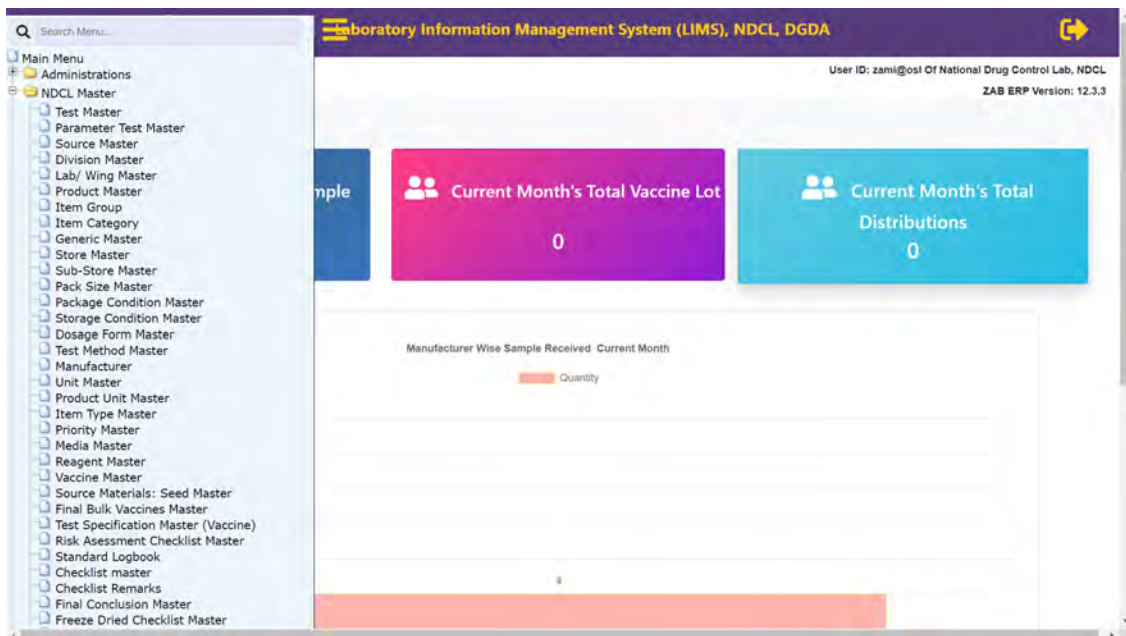 Search Menu...
Laboratory Information Management System (LIMS), NDCL, DGDA
User ID: zami@osl Of National Drug Control Lab, NDCL
ZAB ERP Version: 12.3.3
Main Menu
Administrations
NDCL Master
Test Master
Parameter Test Master
Source Master
Division Master
Lab/ Wing Master
Product Master
Item Group
Item Category
Generic Master
Store Master
Sub-Store Master
Pack Size Master
Package Condition Master
Storage Condition Master
Dosage Form Master
Test Method Master
Manufacturer
Unit Master
Product Unit Master
Item Type Master
Priority Master
Media Master
Reagent Master
Vaccine Master
Source Materials: Seed Master
Final Bulk Vaccines Master
Test Specification Master (Vaccine)
Risk Asessment Checklist Master
Standard Logbook
Checklist master
Checklist Remarks
Final Conclusion Master
Freeze Dried Checklist Master
mple
Current Month's Total Vaccine Lot
0
Current Month's Total
Distributions
0
Manufacturer Wise Sample Received Current Month
Quantity